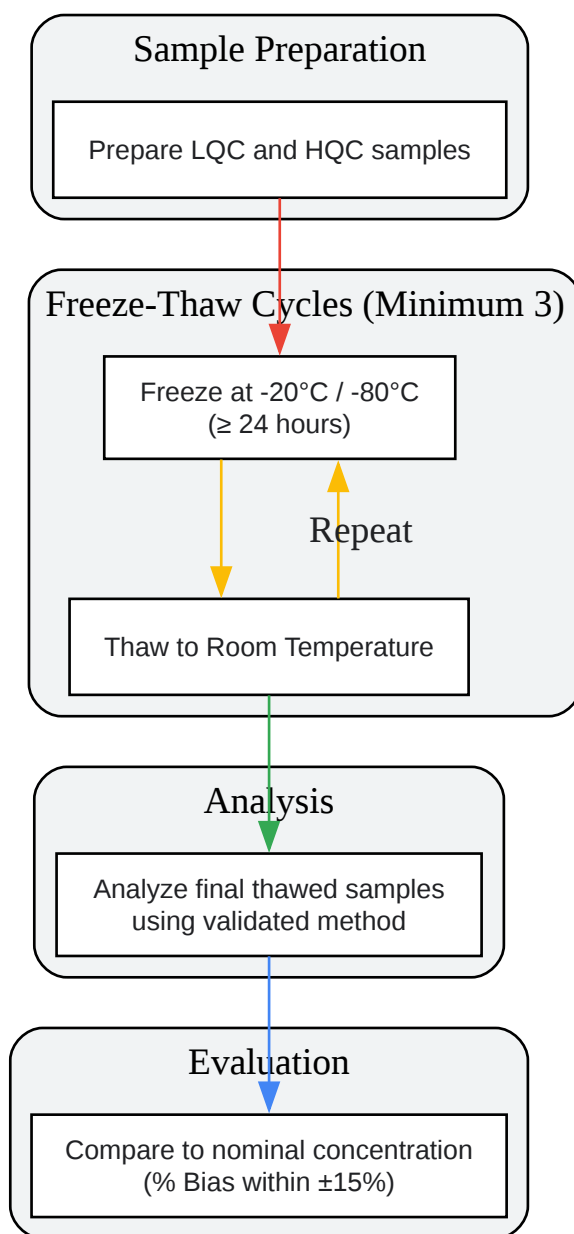 Sample Preparation
Prepare LQC and HQC samples
Freeze-Thaw Cycles (Minimum 3)
Freeze at -20°C / -80°C
(≥ 24 hours)
Repeat
Thaw to Room Temperature
Analysis
Analyze final thawed samples
using validated method
Evaluation
Compare to nominal concentration
(% Bias within ±15%)